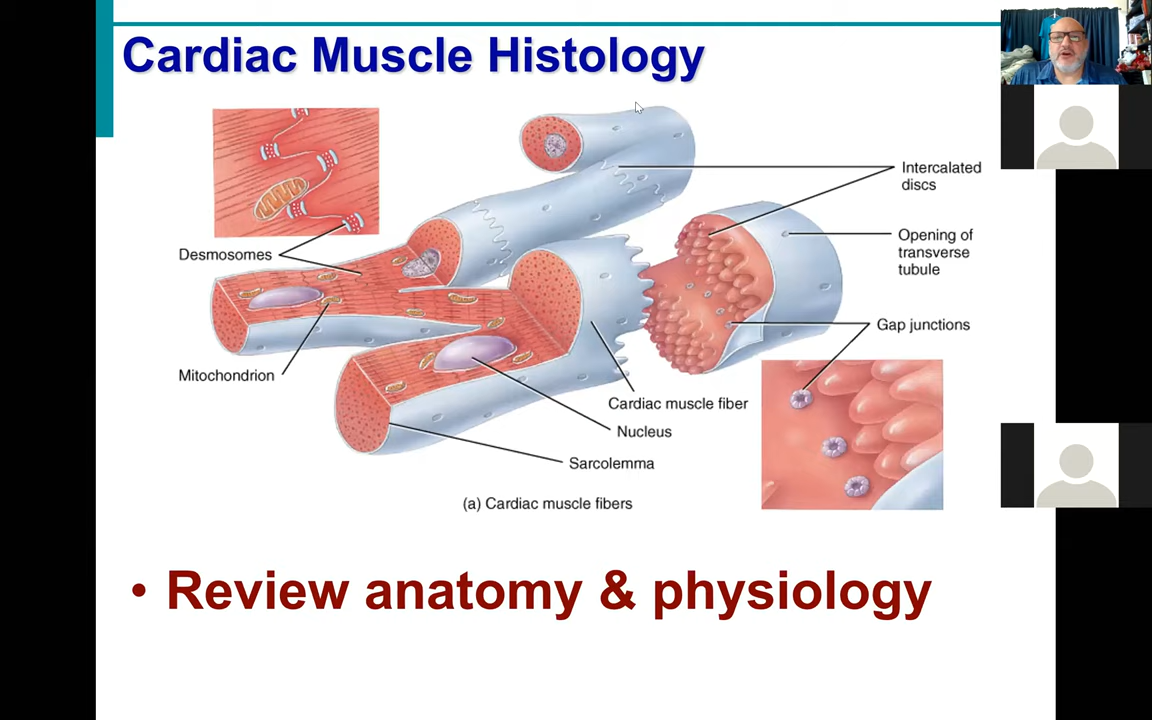 Cardiac Muscle Histology
Intercalated
discs
Desmosomes
Opening of
transverse
tubule
Gap junctions
Mitochondrion
Cardiac muscle fiber
Nucleus
Sarcolemma
(a) Cardiac muscle fibers
• Review anatomy & physiology